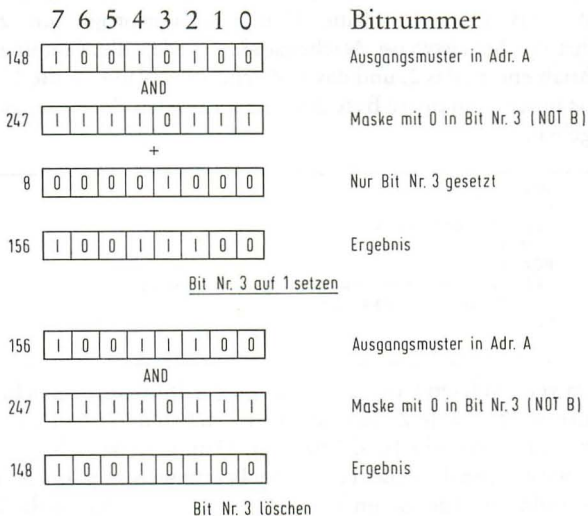 7 6 5 4 3 2 1 0 Bitnummer
148 1 0 0 1 0 1 0 0 Ausgangsmuster in Adr. A
AND
247 1 1 1 1 0 1 1 1 Maske mit 0 in Bit Nr. 3 (NOT B)
+
8 0 0 0 0 1 0 0 0 Nur Bit Nr. 3 gesetzt
156 1 0 0 1 1 1 0 0 Ergebnis
Bit Nr. 3 auf 1 setzen
156 1 0 0 1 1 1 0 0 Ausgangsmuster in Adr. A
AND
247 1 1 1 1 0 1 1 1 Maske mit 0 in Bit Nr. 3 (NOT B)
148 1 0 0 1 0 1 0 0 Ergebnis
Bit Nr. 3 löschen